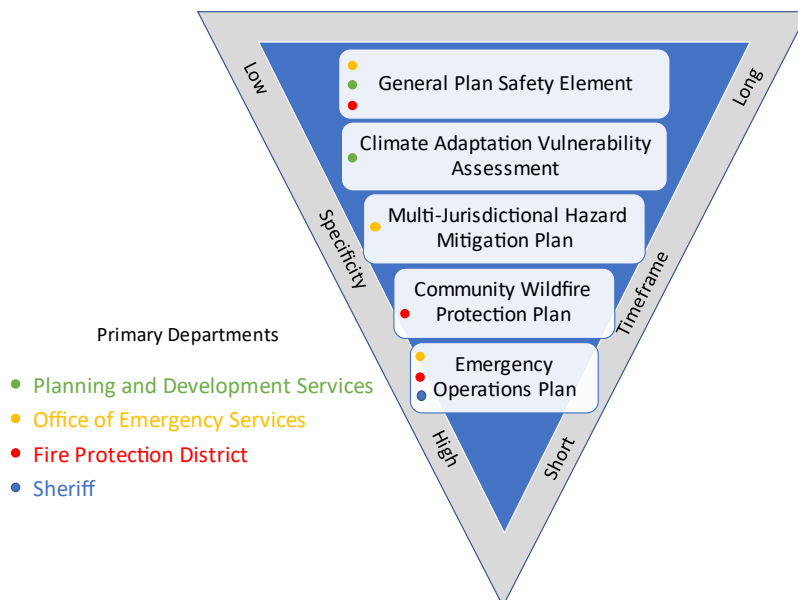 Low
Long
General Plan Safety Element
Climate Adaptation Vulnerability
Assessment
Specificity
Multi-Jurisdictional Hazard
Mitigation Plan
Timeframe
Community Wildfire
Protection Plan
Emergency
Operations Plan
High
Short
Primary Departments
Planning and Development Services
Office of Emergency Services
Fire Protection District
Sheriff